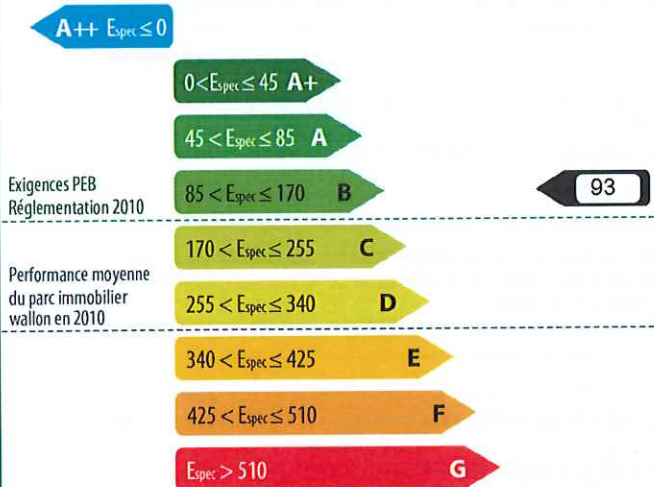 A++ Espec ≤ 0
0<Espec ≤ 45 A+
45 < Espec ≤ 85 A
Exigences PEB
Réglementation 2010
85 < Espec ≤ 170 B
93
170 < Espec ≤ 255 C
Performance moyenne
du parc immobilier
wallon en 2010
255 < Espec ≤ 340 D
340 < Espec ≤ 425 E
425 < Espec ≤ 510 F
Espec > 510 G